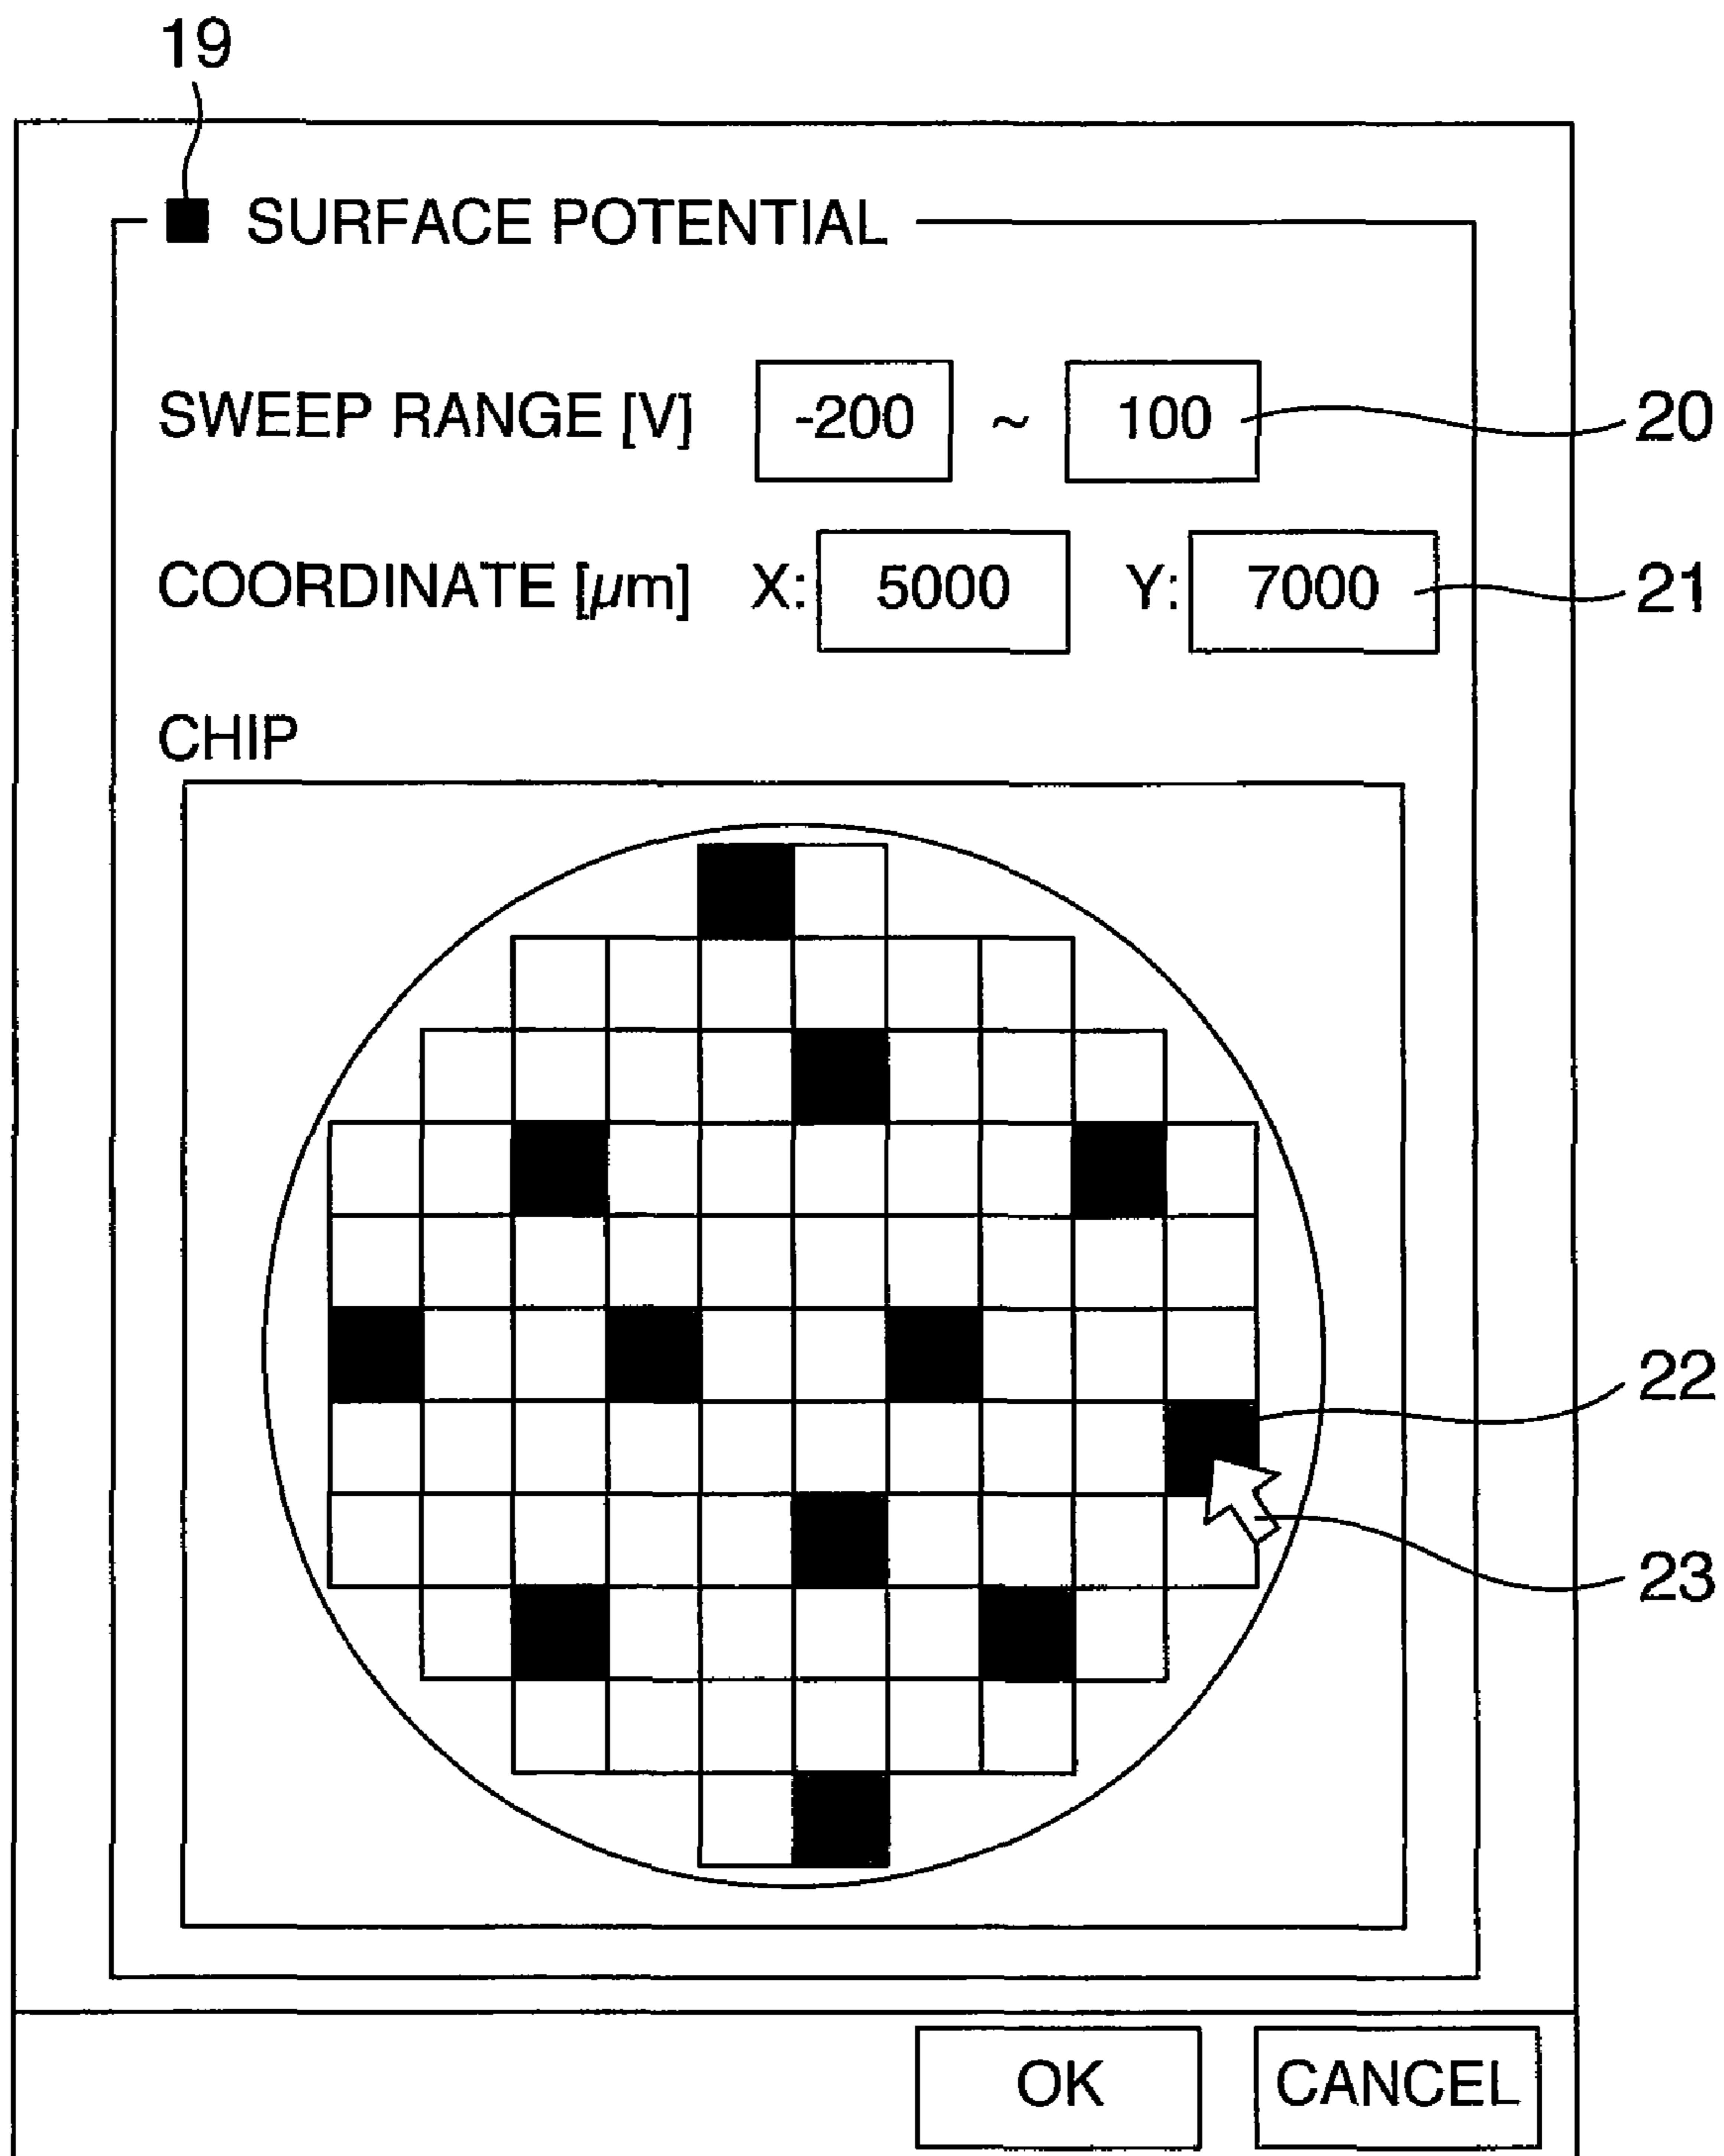 19
■ SURFACE POTENTIAL
SWEEP RANGE [V] -200 ~ 100 20
COORDINATE [μm] X: 5000 Y: 7000 21
CHIP
22
23
OK CANCEL